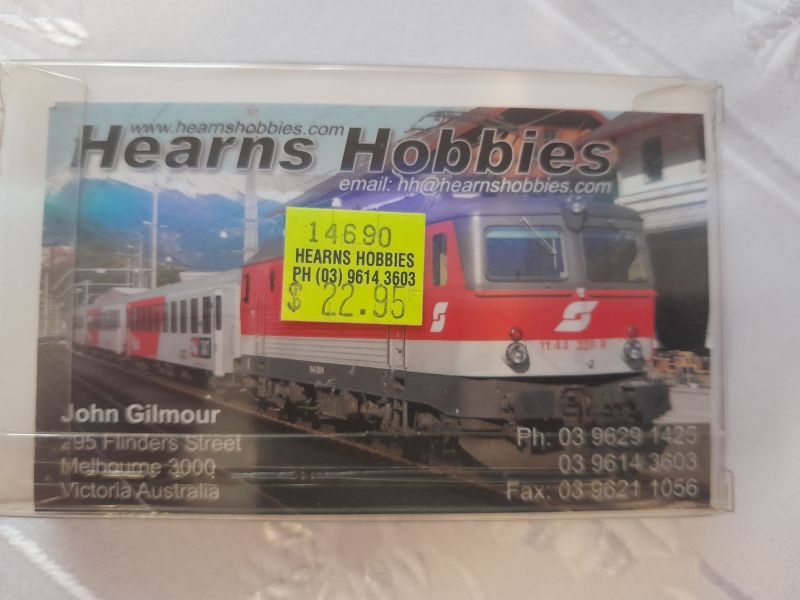 www.hearnshobbies.com
Hearns Hobbies
email: hh@hearnshobbies.com
14690
HEARNS HOBBIES
PH (03) 9614 3603
$ 22.95
John Gilmour
295 Flinders Street
Melbourne 3000
Victoria Australia
Ph: 03 9629 1425
03 9614 3603
Fax: 03 9621 1056